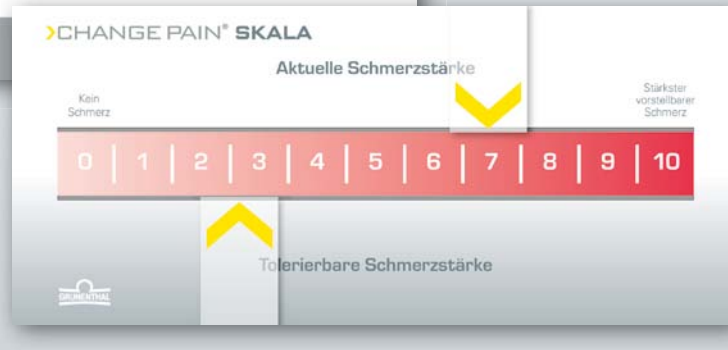 CHANGE PAIN® SKALA
Aktuelle Schmerzstärke
Kein
Schmerz
Stärkster
vorstellbarer
Schmerz
0 | 1 | 2 | 3 | 4 | 5 | 6 | 7 | 8 | 9 | 10
Tolerierbare Schmerzstärke
GRÜNENTHAL